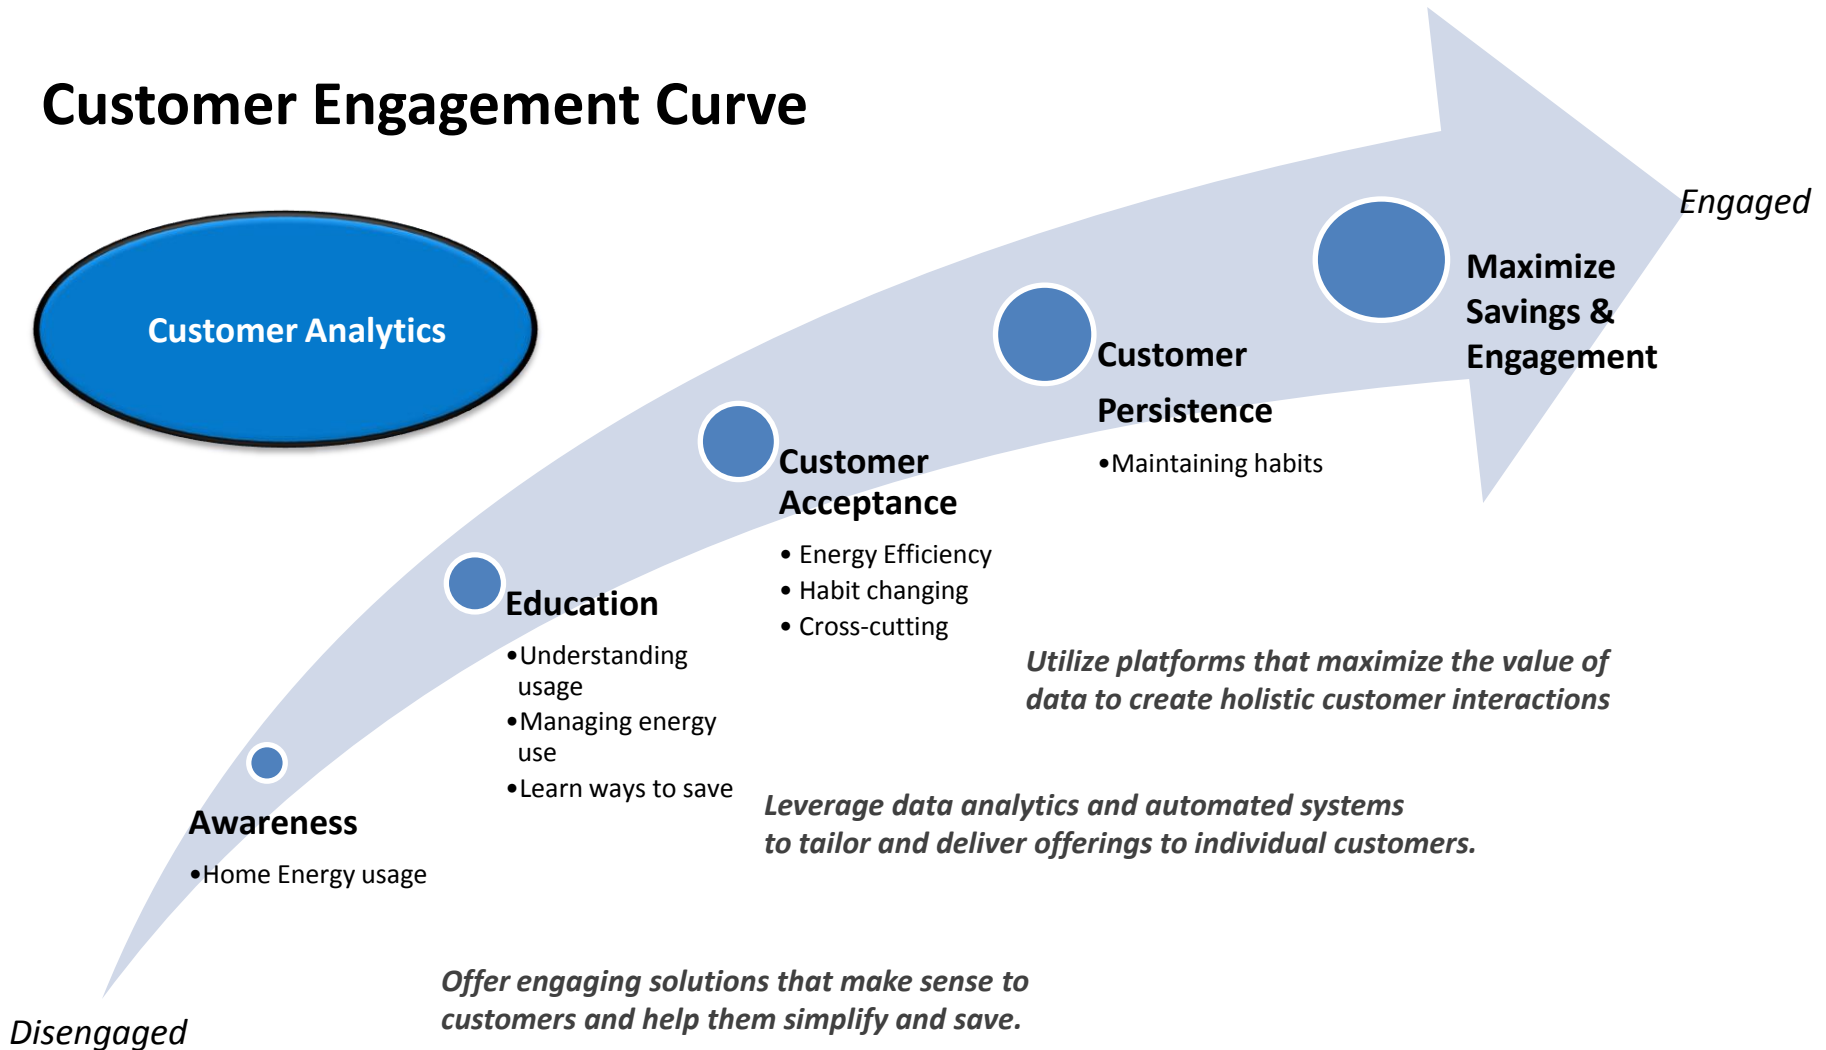 Customer Engagement Curve
Engaged
Customer Analytics
Maximize
Savings &
Engagement
Customer
Persistence
•Maintaining habits
Customer
Acceptance
• Energy Efficiency
• Habit changing
• Cross-cutting
Education
•Understanding
usage
•Managing energy
use
•Learn ways to save
Utilize platforms that maximize the value of
data to create holistic customer interactions
Leverage data analytics and automated systems
to tailor and deliver offerings to individual customers.
Awareness
•Home Energy usage
Offer engaging solutions that make sense to
customers and help them simplify and save.
Disengaged